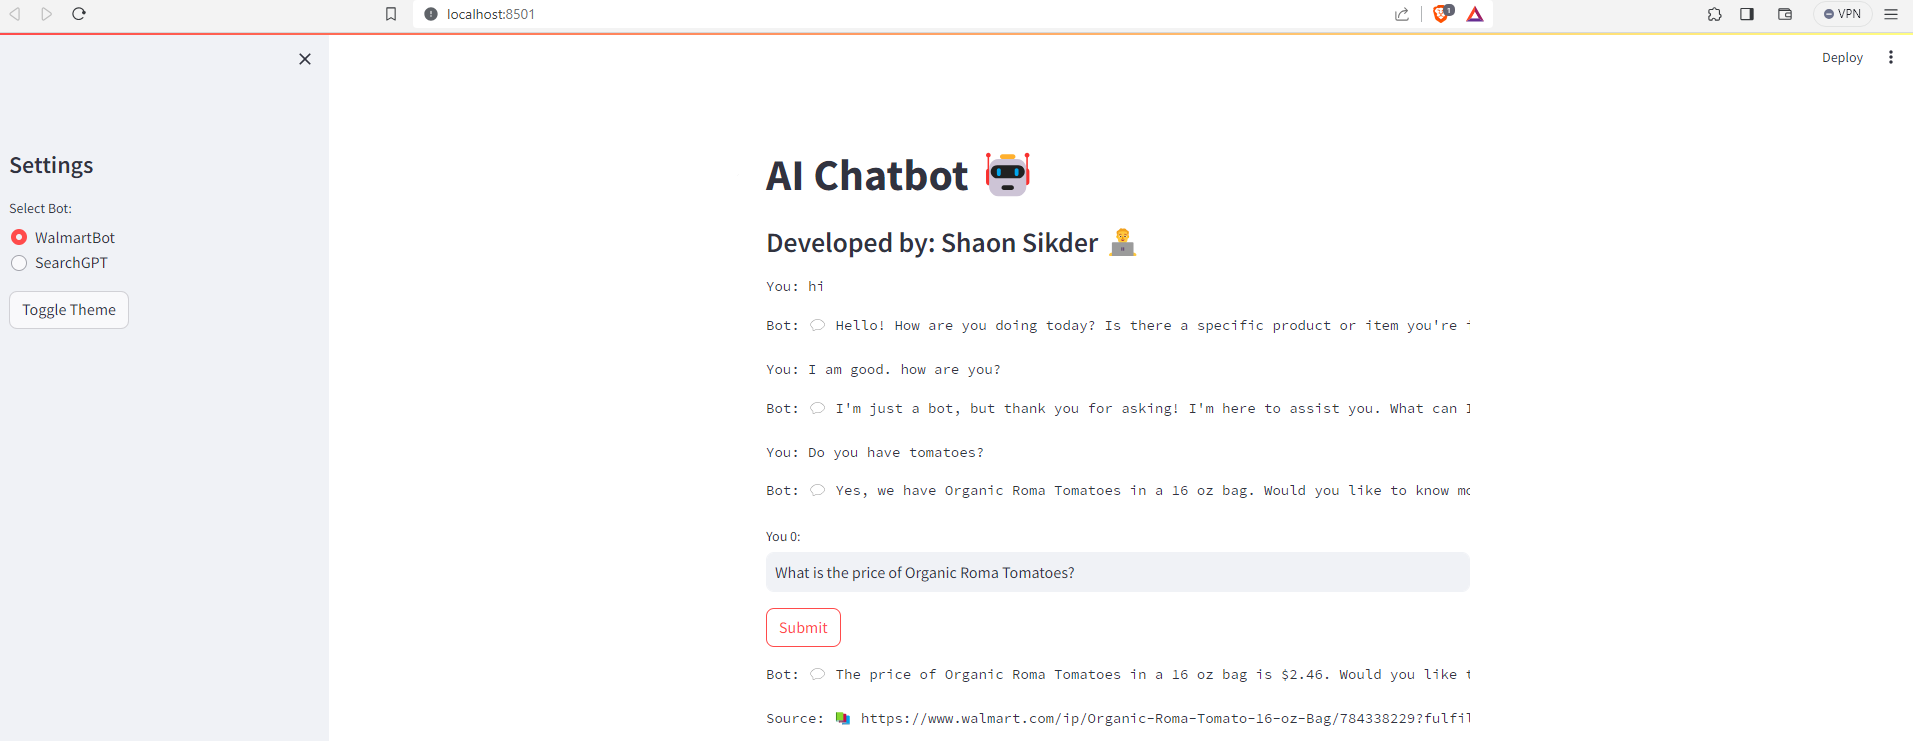 localhost:8501
1
VPN
Deploy
Settings
Select Bot:
WalmartBot
SearchGPT
Toggle Theme
AI Chatbot
Developed by: Shaon Sikder
You: hi
Bot: Hello! How are you doing today? Is there a specific product or item you're
You: I am good. how are you?
Bot: I'm just a bot, but thank you for asking! I'm here to assist you. What can I
You: Do you have tomatoes?
Bot: Yes, we have Organic Roma Tomatoes in a 16 oz bag. Would you like to know
You 0:
What is the price of Organic Roma Tomatoes?
Submit
Bot: The price of Organic Roma Tomatoes in a 16 oz bag is $2.46. Would you like
Source: https://www.walmart.com/ip/Organic-Roma-Tomato-16-oz-Bag/784338229?fulfil